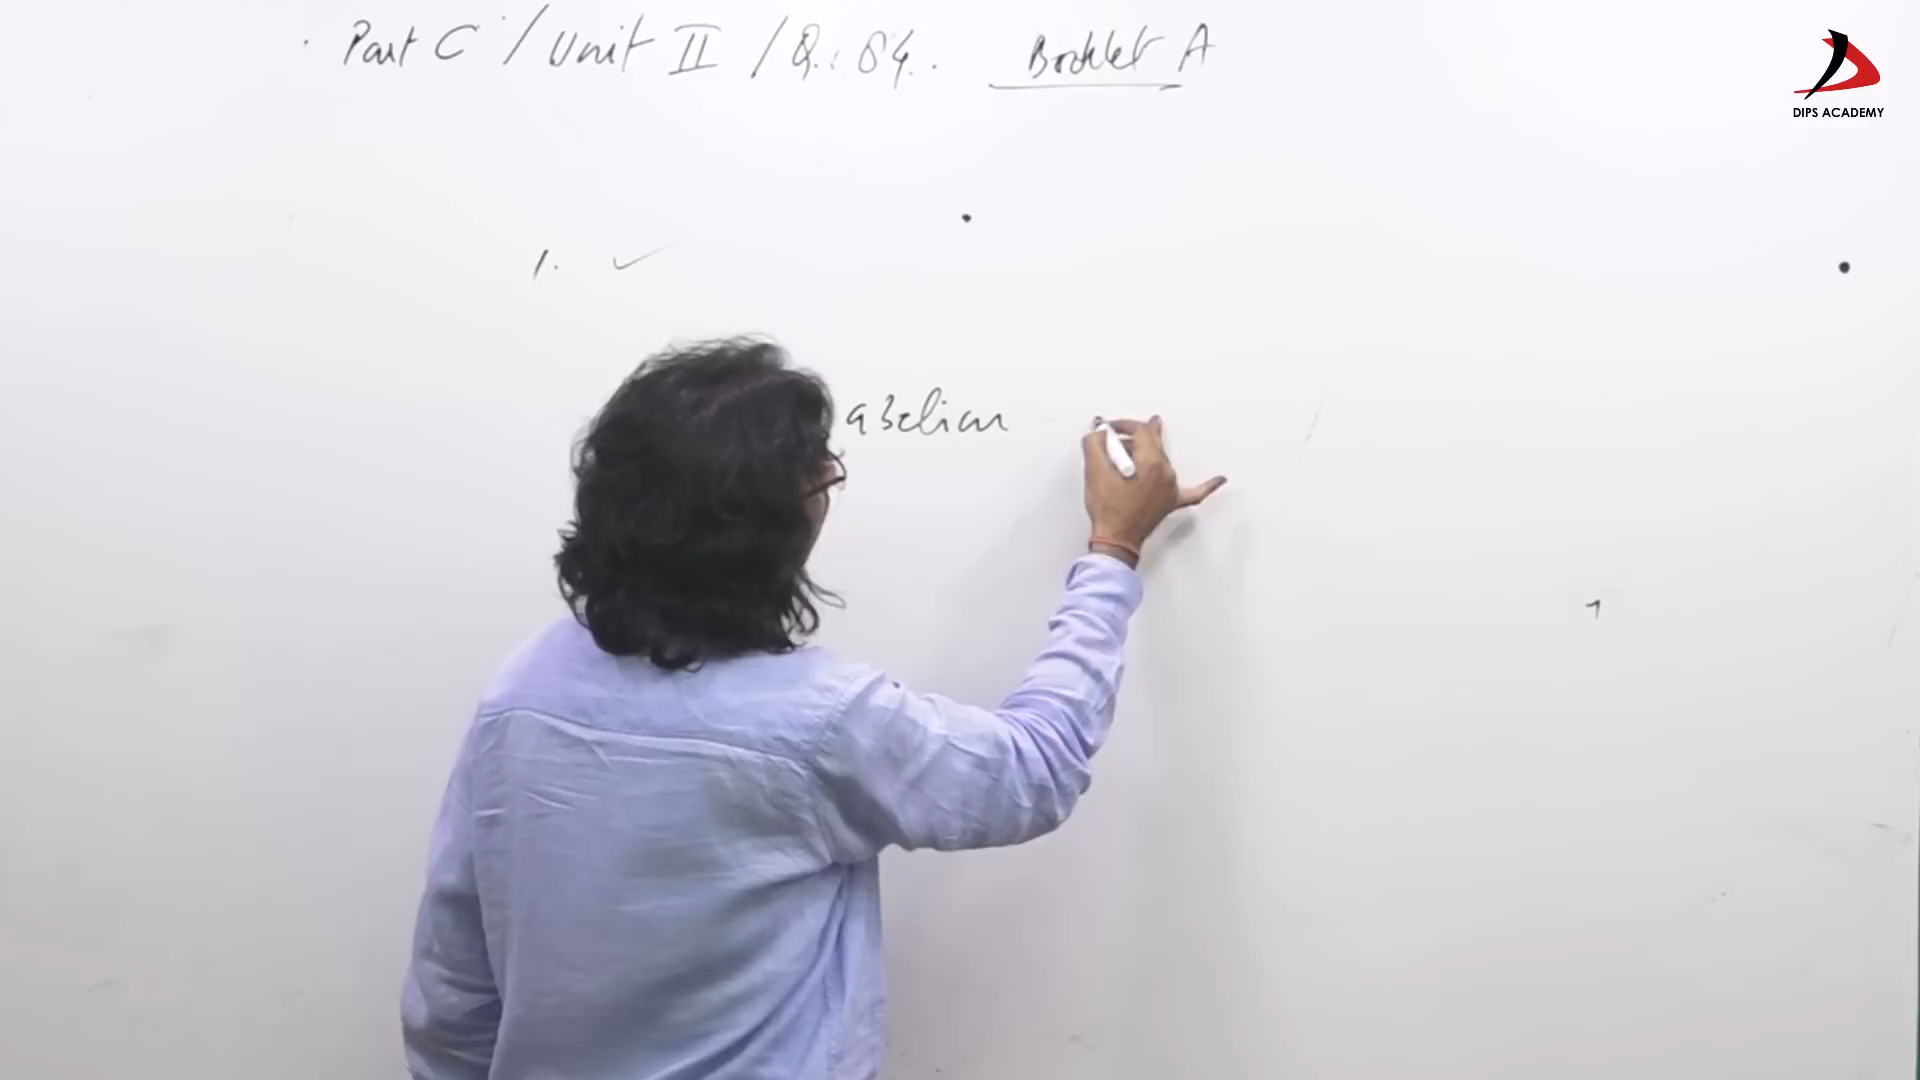 Part C / Unit II / Q. 84. Booklet A
DIPS ACADEMY
1. ✓
abelian